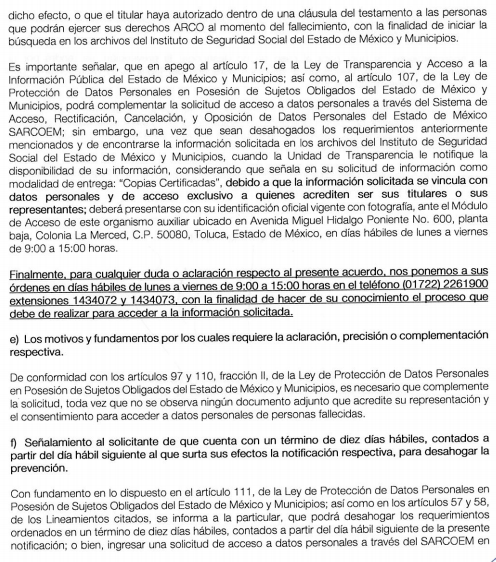 dicho efecto, o que el titular haya autorizado dentro de una cláusula del testamento a las personas
que podrán ejercer sus derechos ARCO al momento del fallecimiento, con la finalidad de iniciar la
búsqueda en los archivos del Instituto de Seguridad Social del Estado de México y Municipios.
Es importante señalar, que en apego al artículo 17, de la Ley de Transparencia y Acceso a la
Información Pública del Estado de México y Municipios; así como, al artículo 107, de la Ley de
Protección de Datos Personales en Posesión de Sujetos Obligados del Estado de México y
Municipios, podrá complementar la solicitud de acceso a datos personales a través del Sistema de
Acceso, Rectificación, Cancelación, y Oposición de Datos Personales del Estado de México
SARCOEM; sin embargo, una vez que sean desahogados los requerimientos anteriormente
mencionados y de encontrarse la información solicitada en los archivos del Instituto de Seguridad
Social del Estado de México y Municipios, cuando la Unidad de Transparencia le notifique la
disponibilidad de su información, considerando que señala en su solicitud de información como
modalidad de entrega: "Copias Certificadas", debido a que la información solicitada se vincula con
datos personales y de acceso exclusivo a quienes acrediten ser sus titulares o sus
representantes; deberá presentarse con su identificación oficial vigente con fotografía, ante el Módulo
de Acceso de este organismo auxiliar ubicado en Avenida Miguel Hidalgo Poniente No. 600, planta
baja, Colonia La Merced, C.P. 50080, Toluca, Estado de México, en días hábiles de lunes a viernes
de 9:00 a 15:00 horas.
Finalmente, para cualquier duda o aclaración respecto al presente acuerdo, nos ponemos a sus
órdenes en días hábiles de lunes a viernes de 9:00 a 15:00 horas en el teléfono (01722) 2261900
extensiones 1434072 y 1434073, con la finalidad de hacer de su conocimiento el proceso que
debe de realizar para acceder a la información solicitada.
e) Los motivos y fundamentos por los cuales requiere la aclaración, precisión o complementación
respectiva.
De conformidad con los artículos 97 y 110, fracción II, de la Ley de Protección de Datos Personales
en Posesión de Sujetos Obligados del Estado de México y Municipios, es necesario que complemente
la solicitud, toda vez que no se observa ningún documento adjunto que acredite su representación y
el consentimiento para acceder a datos personales de personas fallecidas.
f) Señalamiento al solicitante de que cuenta con un término de diez días hábiles, contados a
partir del día hábil siguiente al que surta sus efectos la notificación respectiva, para desahogar la
prevención.
Con fundamento en lo dispuesto en el artículo 111, de la Ley de Protección de Datos Personales en
Posesión de Sujetos Obligados del Estado de México y Municipios; así como en los artículos 57 y 58,
de los Lineamientos citados, se informa a la particular, que podrá desahogar los requerimientos
ordenados en un término de diez días hábiles, contados a partir del día hábil siguiente de la presente
notificación; o bien, ingresar una solicitud de acceso a datos personales a través del SARCOEM en